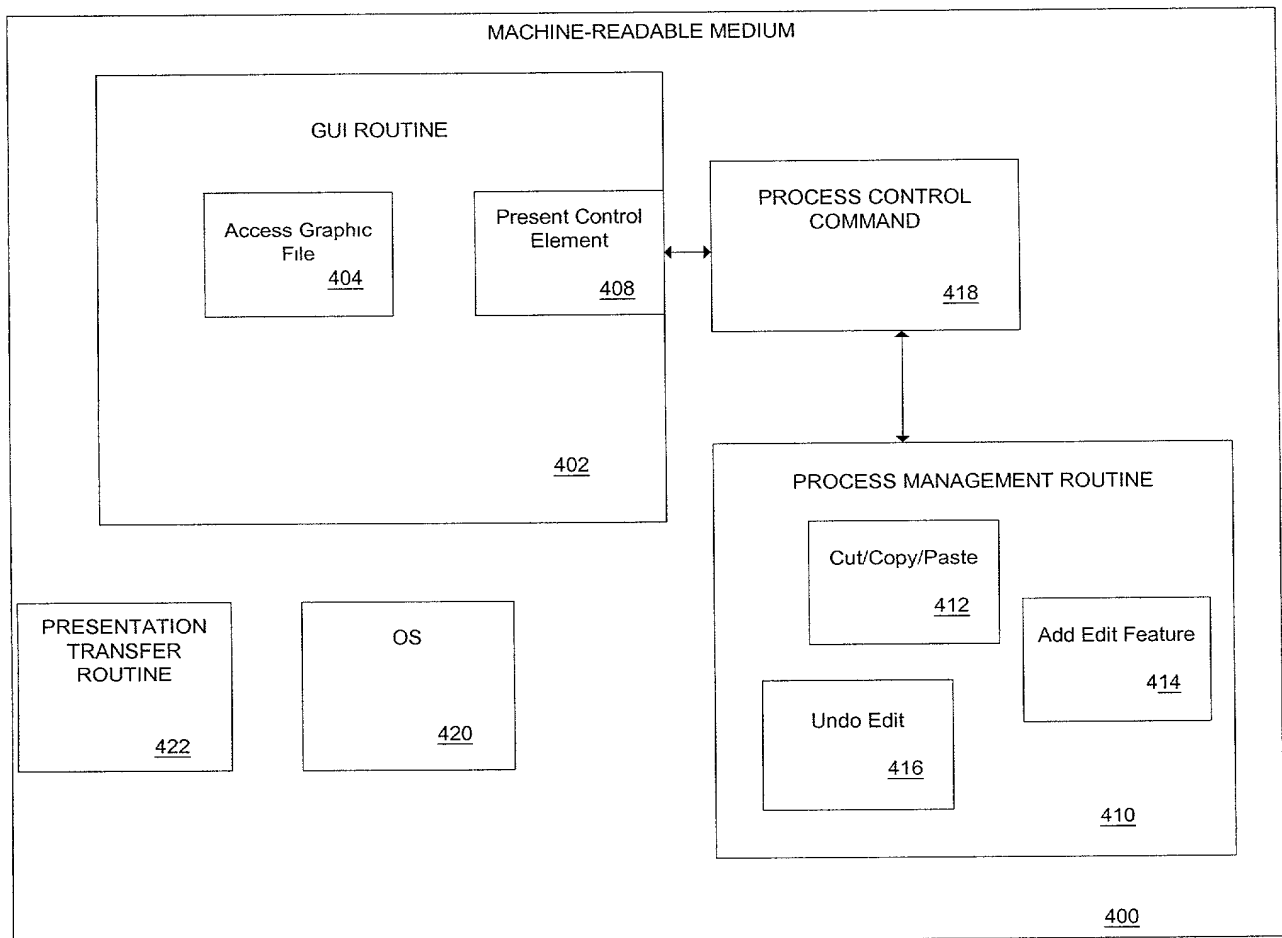 MACHINE-READABLE MEDIUM
GUI ROUTINE
Access Graphic
File
404
Present Control
Element
408
402
PROCESS CONTROL
COMMAND
418
PROCESS MANAGEMENT ROUTINE
Cut/Copy/Paste
412
Add Edit Feature
414
Undo Edit
416
410
PRESENTATION
TRANSFER
ROUTINE
422
OS
420
400